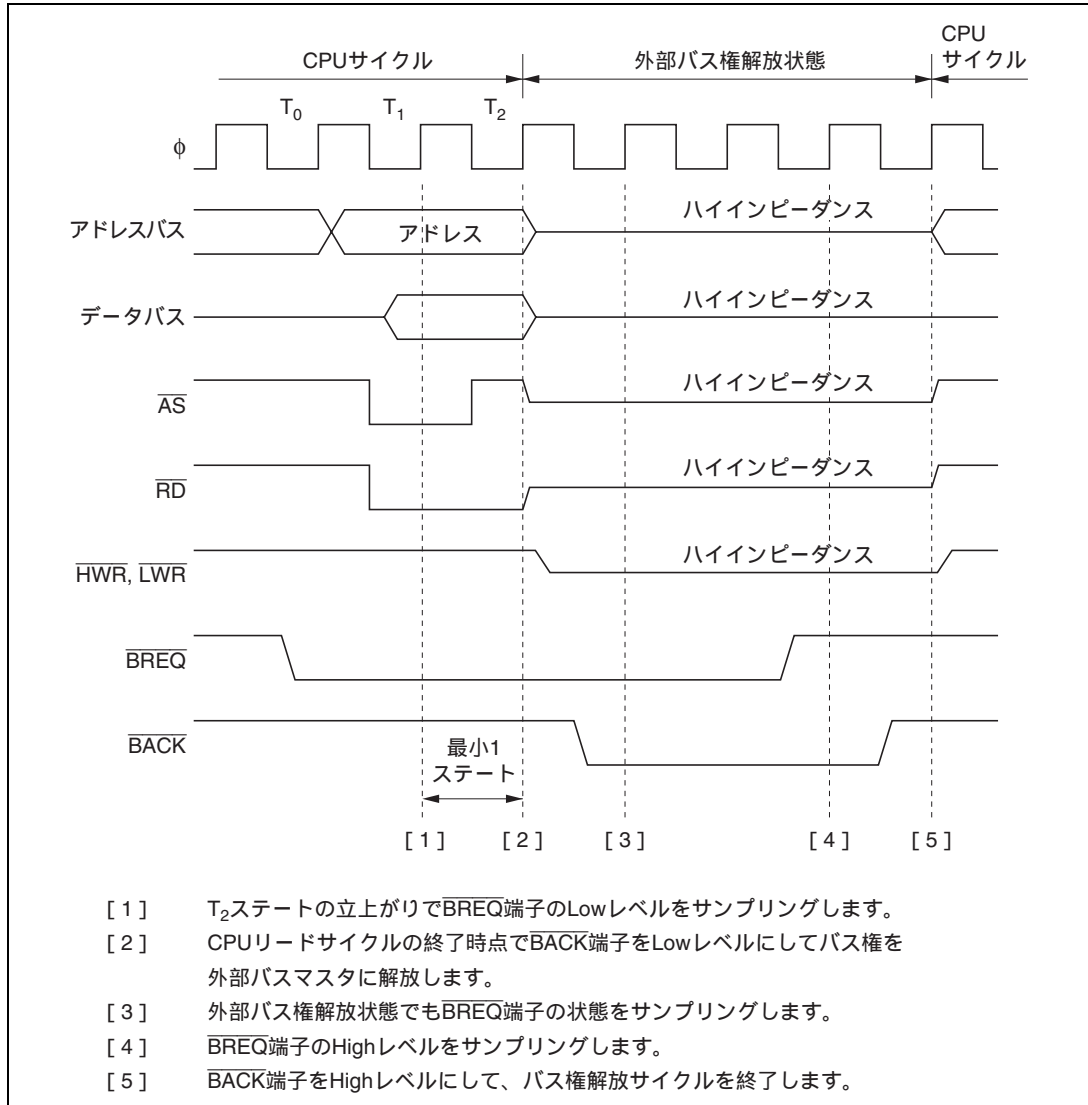 CPUサイクル
外部バス権解放状態
CPU
サイクル
T0
T1
T2
φ
アドレスバス
アドレス
ハイインピーダンス
データバス
ハイインピーダンス
AS
ハイインピーダンス
RD
ハイインピーダンス
HWR, LWR
ハイインピーダンス
BREQ
BACK
最小1
ステート
[ 1 ] [ 2 ] [ 3 ] [ 4 ] [ 5 ]
[ 1 ] T2ステートの立上がりでBREQ端子のLowレベルをサンプリングします。
[ 2 ] CPUリードサイクルの終了時点でBACK端子をLowレベルにしてバス権を
外部バスマスタに解放します。
[ 3 ] 外部バス権解放状態でもBREQ端子の状態をサンプリングします。
[ 4 ] BREQ端子のHighレベルをサンプリングします。
[ 5 ] BACK端子をHighレベルにして、バス権解放サイクルを終了します。